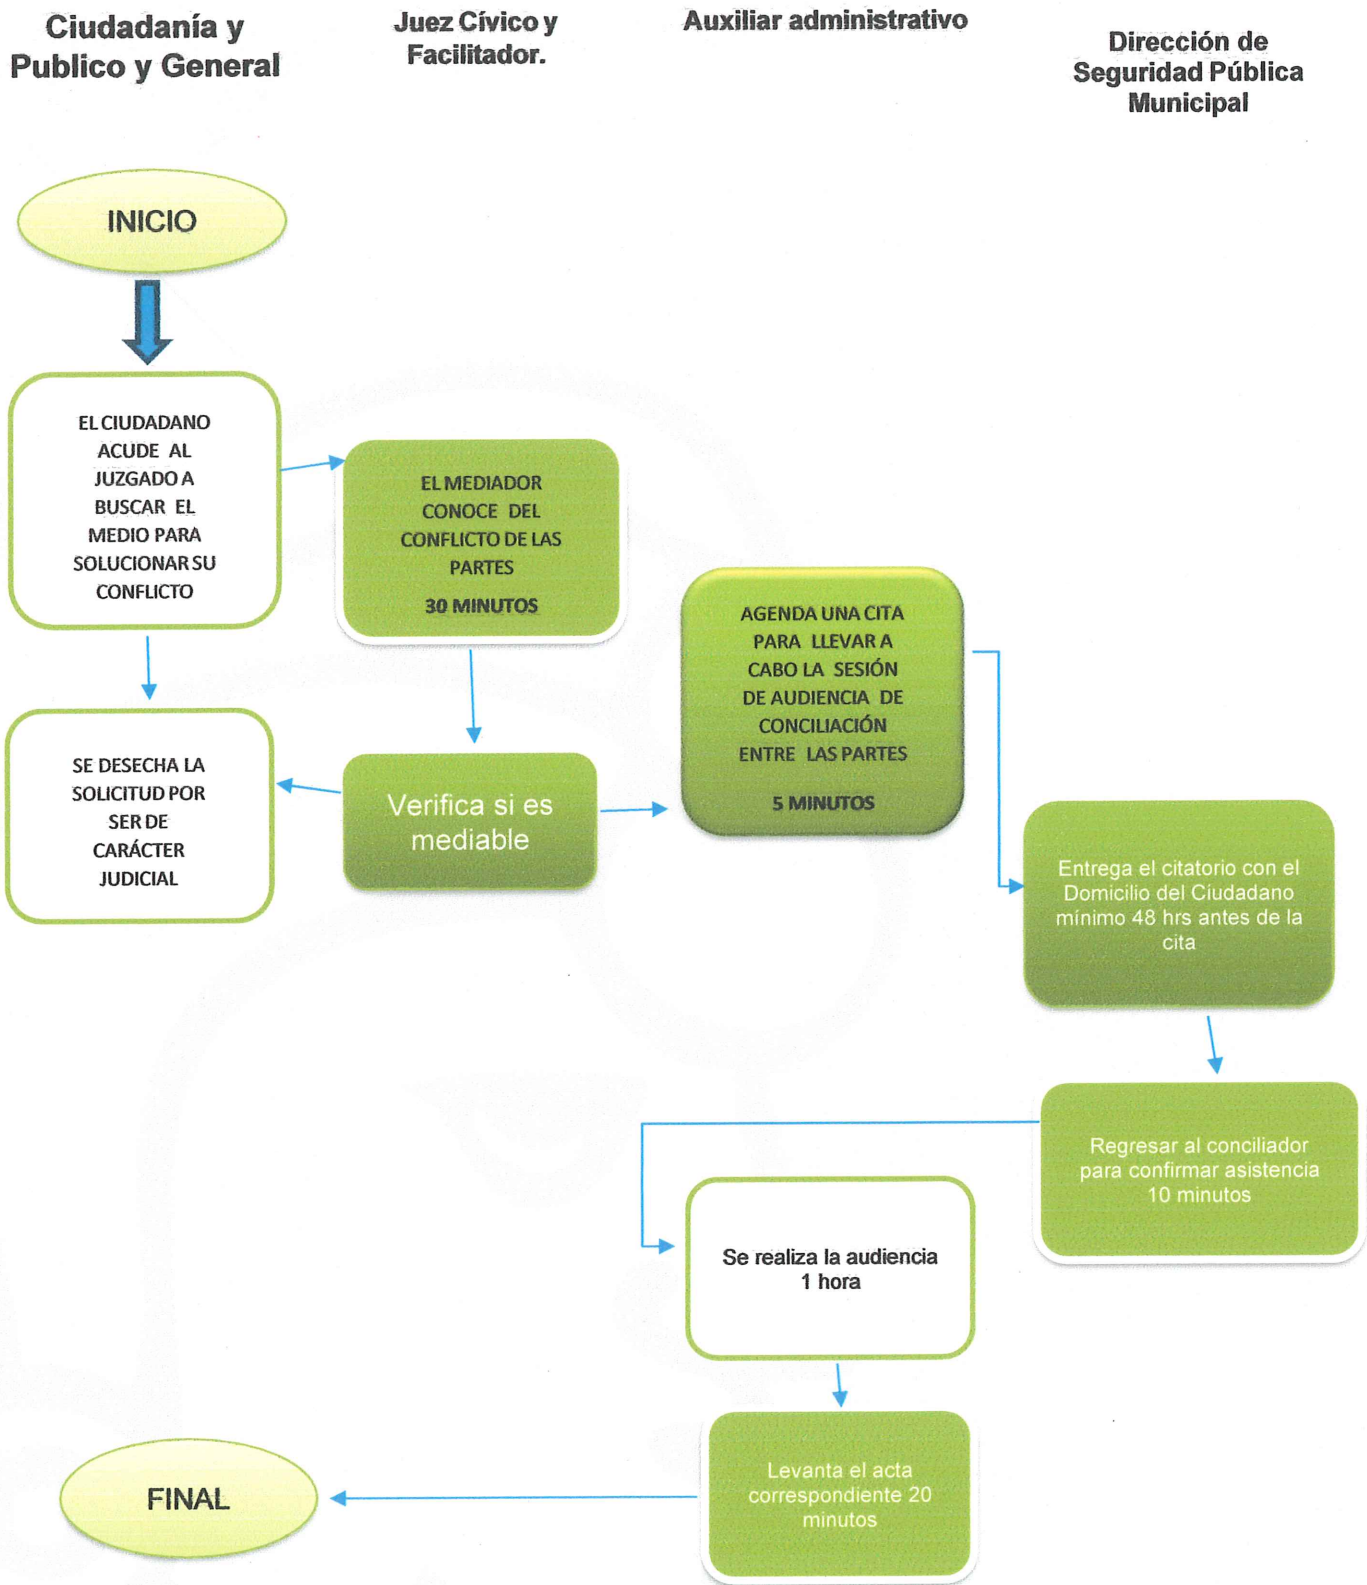 Ciudadanía y
Publico y General
Juez Cívico y
Facilitador.
Auxiliar administrativo
Dirección de
Seguridad Pública
Municipal
INICIO
EL CIUDADANO
ACUDE AL
JUZGADO A
BUSCAR EL
MEDIO PARA
SOLUCIONAR SU
CONFLICTO
EL MEDIADOR
CONOCE DEL
CONFLICTO DE LAS
PARTES
30 MINUTOS
AGENDA UNA CITA
PARA LLEVAR A
CABO LA SESIÓN
DE AUDIENCIA DE
CONCILIACIÓN
ENTRE LAS PARTES
5 MINUTOS
SE DESECHA LA
SOLICITUD POR
SER DE
CARÁCTER
JUDICIAL
Verifica si es
mediable
Entrega el citatorio con el
Domicilio del Ciudadano
mínimo 48 hrs antes de la
cita
Regresar al conciliador
para confirmar asistencia
10 minutos
Se realiza la audiencia
1 hora
Levanta el acta
correspondiente 20
minutos
FINAL